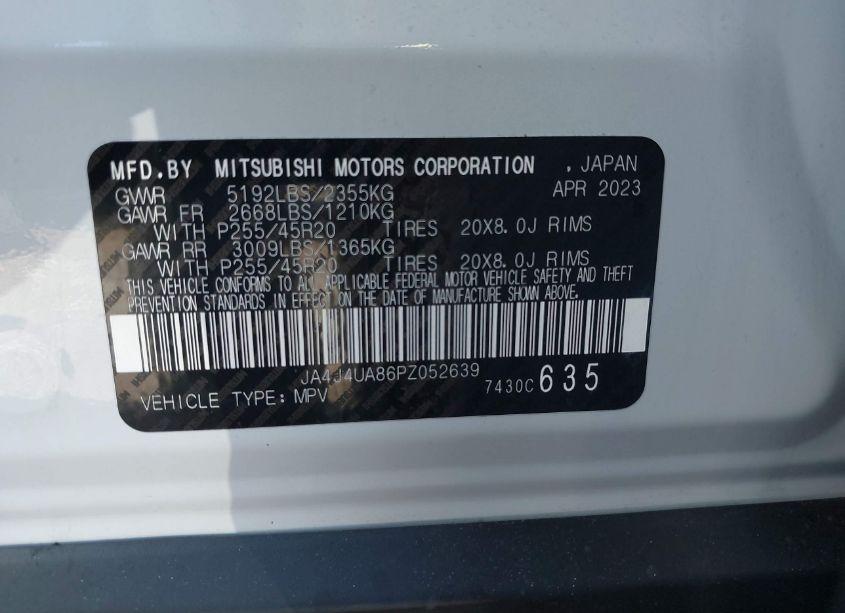 MFD.BY MITSUBISHI MOTORS CORPORATION , JAPAN
GVWR 5192LBS/2355KG APR 2023
GAWR FR 2668LBS/1210KG
WITH P255/45R20 TIRES 20X8.0J RIMS
GAWR RR 3009LBS/1365KG
WITH P255/45R20 TIRES 20X8.0J RIMS
THIS VEHICLE CONFORMS TO ALL APPLICABLE FEDERAL MOTOR VEHICLE SAFETY AND THEFT
PREVENTION STANDARDS IN EFFECT ON THE DATE OF MANUFACTURE SHOWN ABOVE.
JA4J4UA86PZ052639
VEHICLE TYPE: MPV 7430C 635